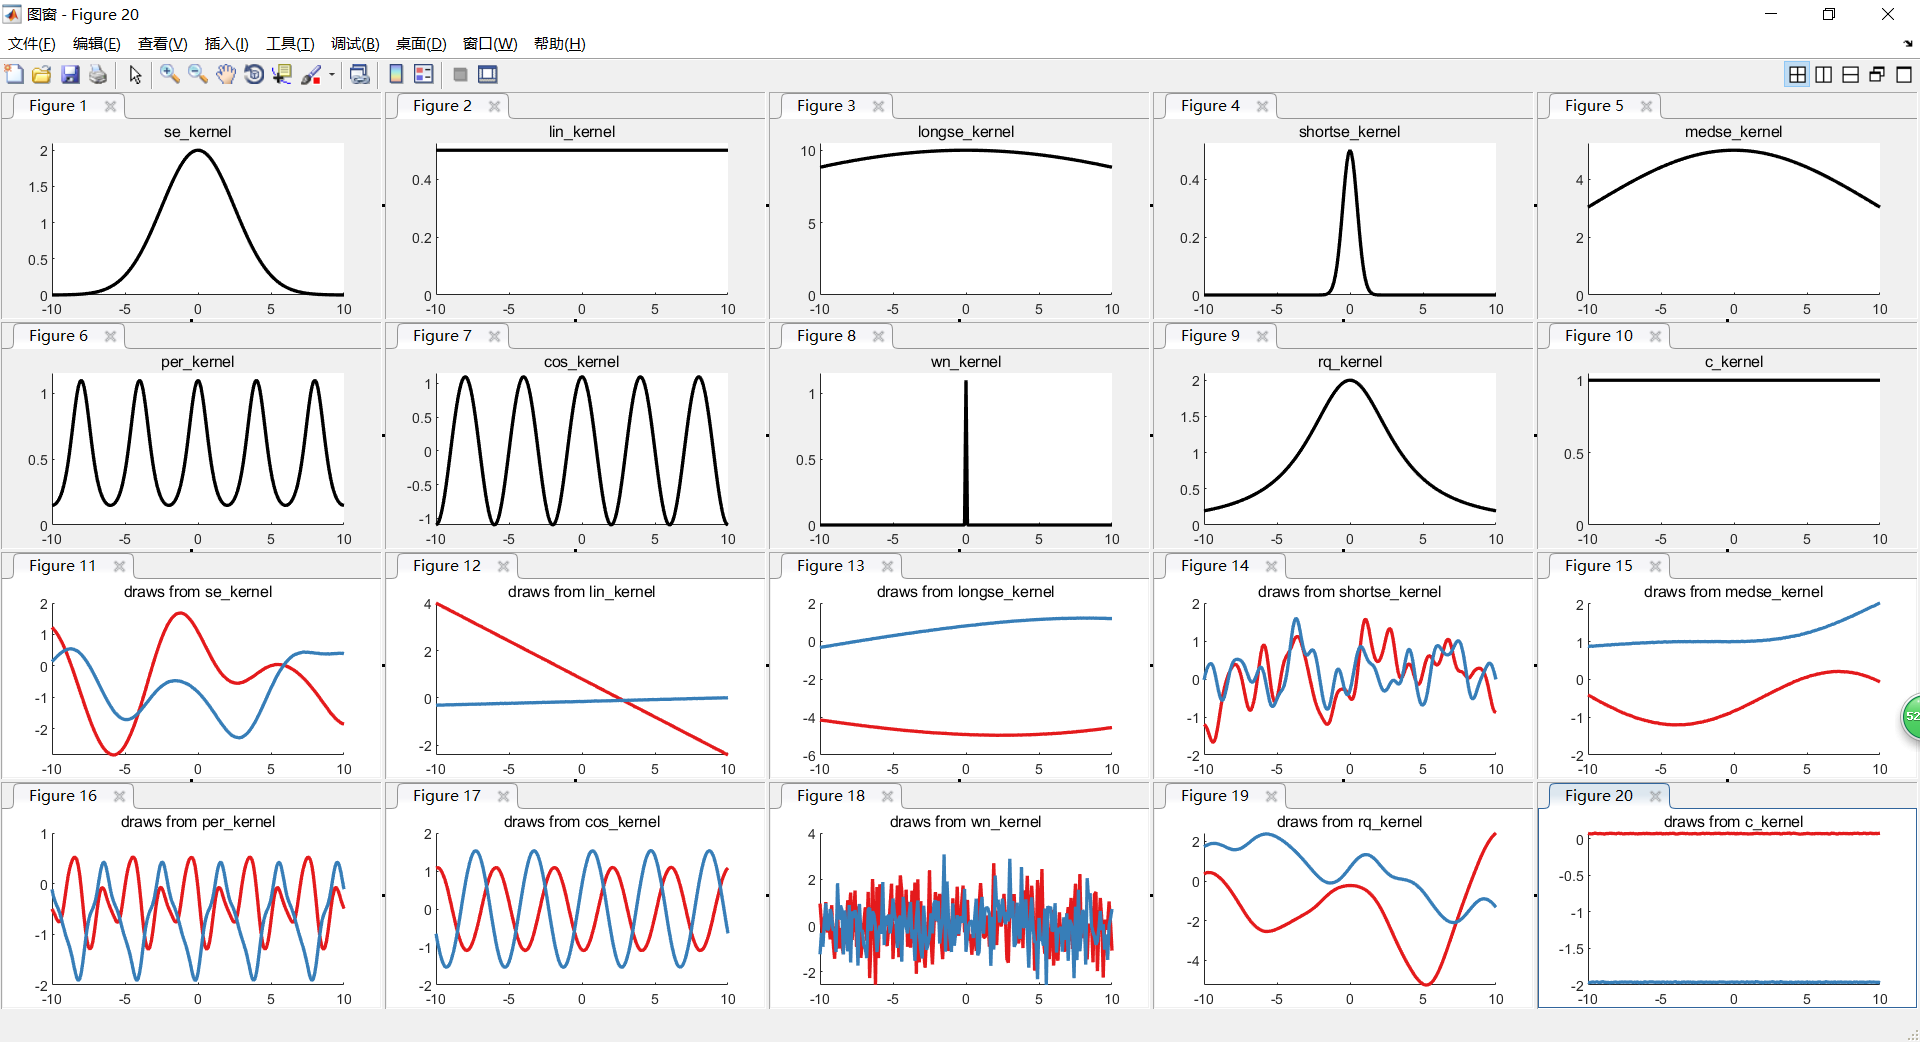 图窗 - Figure 20
文件(F) 编辑(E) 查看(V) 插入(I) 工具(T) 调试(B) 桌面(D) 窗口(W) 帮助(H)
Figure 1
se_kernel
2
1.5
1
0.5
0
-10 -5 0 5 10
Figure 2
lin_kernel
0.4
0.2
0
-10 -5 0 5 10
Figure 3
longse_kernel
10
5
0
-10 -5 0 5 10
Figure 4
shortse_kernel
0.4
0.2
0
-10 -5 0 5 10
Figure 5
medse_kernel
4
2
0
-10 -5 0 5 10
Figure 6
per_kernel
1
0.5
0
-10 -5 0 5 10
Figure 7
cos_kernel
1
0.5
0
-0.5
-1
-10 -5 0 5 10
Figure 8
wn_kernel
1
0.5
0
-10 -5 0 5 10
Figure 9
rq_kernel
2
1.5
1
0.5
0
-10 -5 0 5 10
Figure 10
c_kernel
1
0.5
0
-10 -5 0 5 10
Figure 11
draws from se_kernel
2
1
0
-1
-2
-10 -5 0 5 10
Figure 12
draws from lin_kernel
4
2
0
-2
-10 -5 0 5 10
Figure 13
draws from longse_kernel
2
0
-2
-4
-6
-10 -5 0 5 10
Figure 14
draws from shortse_kernel
2
1
0
-1
-2
-10 -5 0 5 10
Figure 15
draws from medse_kernel
2
1
0
-1
-2
-10 -5 0 5 10
52
Figure 16
draws from per_kernel
1
0
-1
-2
-10 -5 0 5 10
Figure 17
draws from cos_kernel
2
1
0
-1
-2
-10 -5 0 5 10
Figure 18
draws from wn_kernel
4
2
0
-2
-10 -5 0 5 10
Figure 19
draws from rq_kernel
2
0
-2
-4
-10 -5 0 5 10
Figure 20
draws from c_kernel
0
-0.5
-1
-1.5
-2
-10 -5 0 5 10